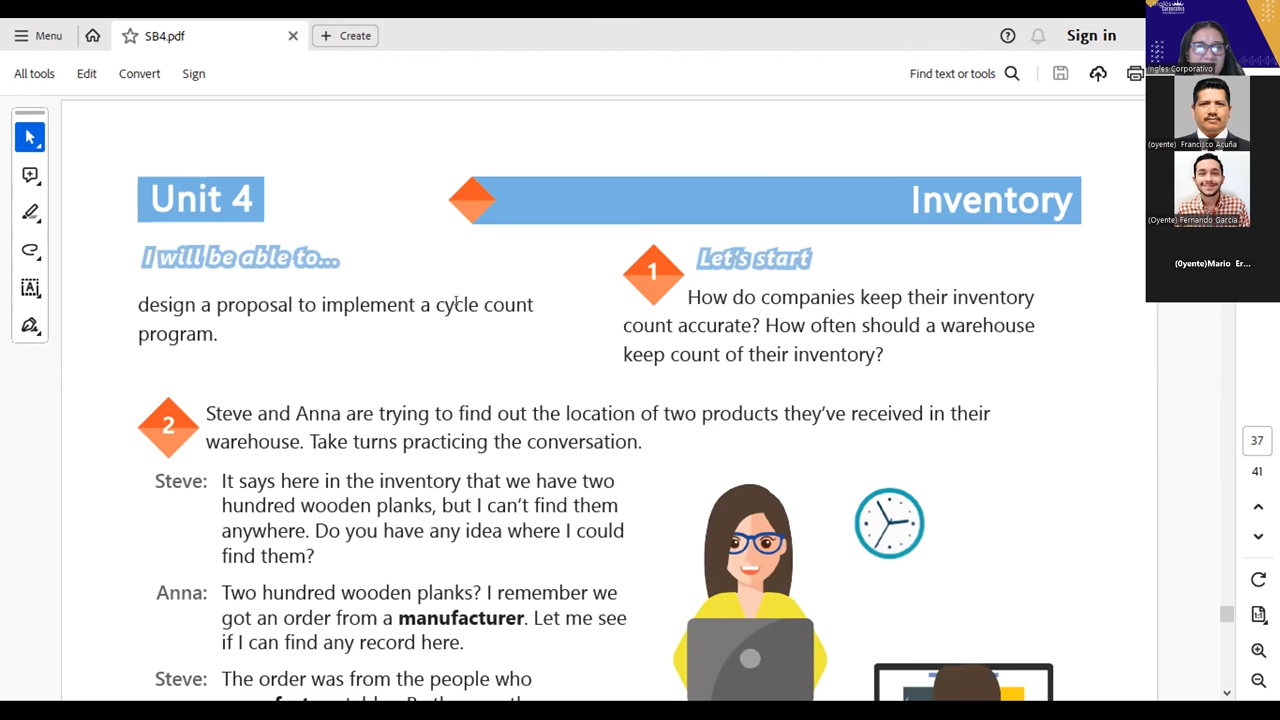 Menu
SB4.pdf
Create
Sign in
All tools
Edit
Convert
Sign
Find text or tools
Unit 4
Inventory
I will be able to...
design a proposal to implement a cycle count
program.
1
Let's start
How do companies keep their inventory
count accurate? How often should a warehouse
keep count of their inventory?
2
Steve and Anna are trying to find out the location of two products they've received in their
warehouse. Take turns practicing the conversation.
Steve: It says here in the inventory that we have two
hundred wooden planks, but I can't find them
anywhere. Do you have any idea where I could
find them?
Anna: Two hundred wooden planks? I remember we
got an order from a manufacturer. Let me see
if I can find any record here.
Steve: The order was from the people who
37
41
Ingles Corporativo
(oyente) Francisco Acuña
(Oyente) Fernando García
(0yente)Mario Er...